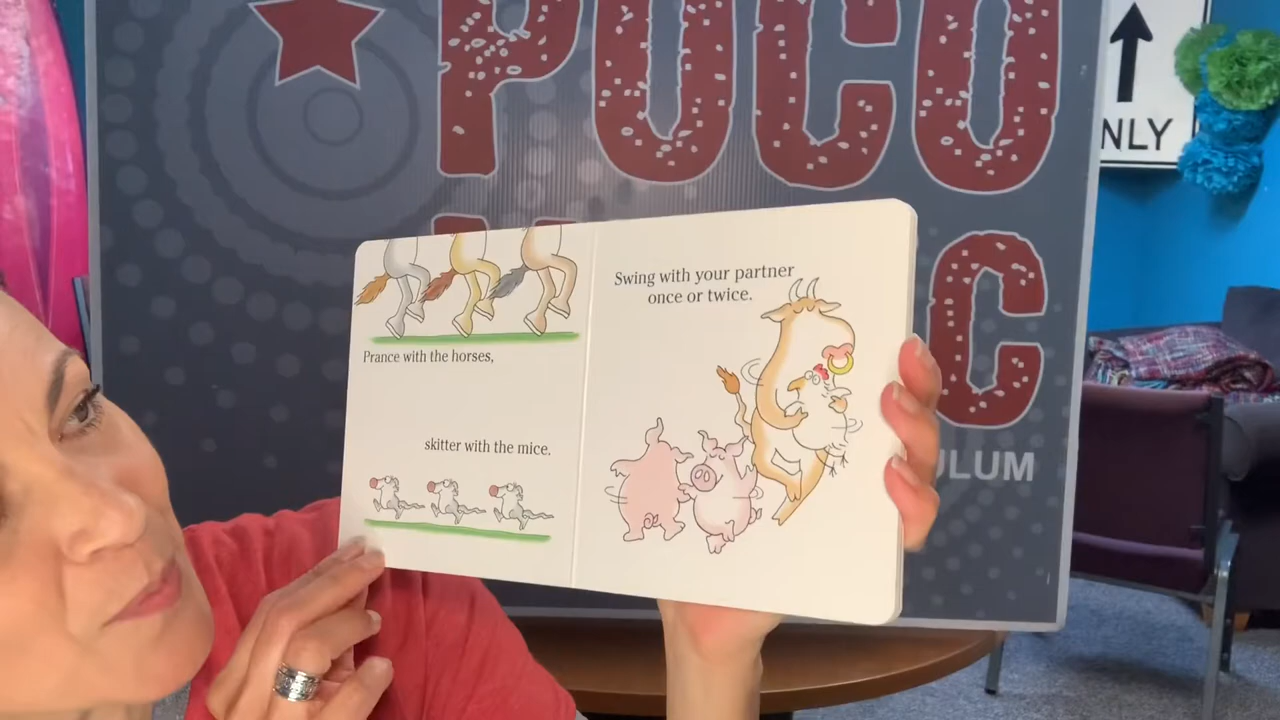 POCO
NLY
C
ULUM
Prance with the horses,
skitter with the mice.
Swing with your partner
once or twice.